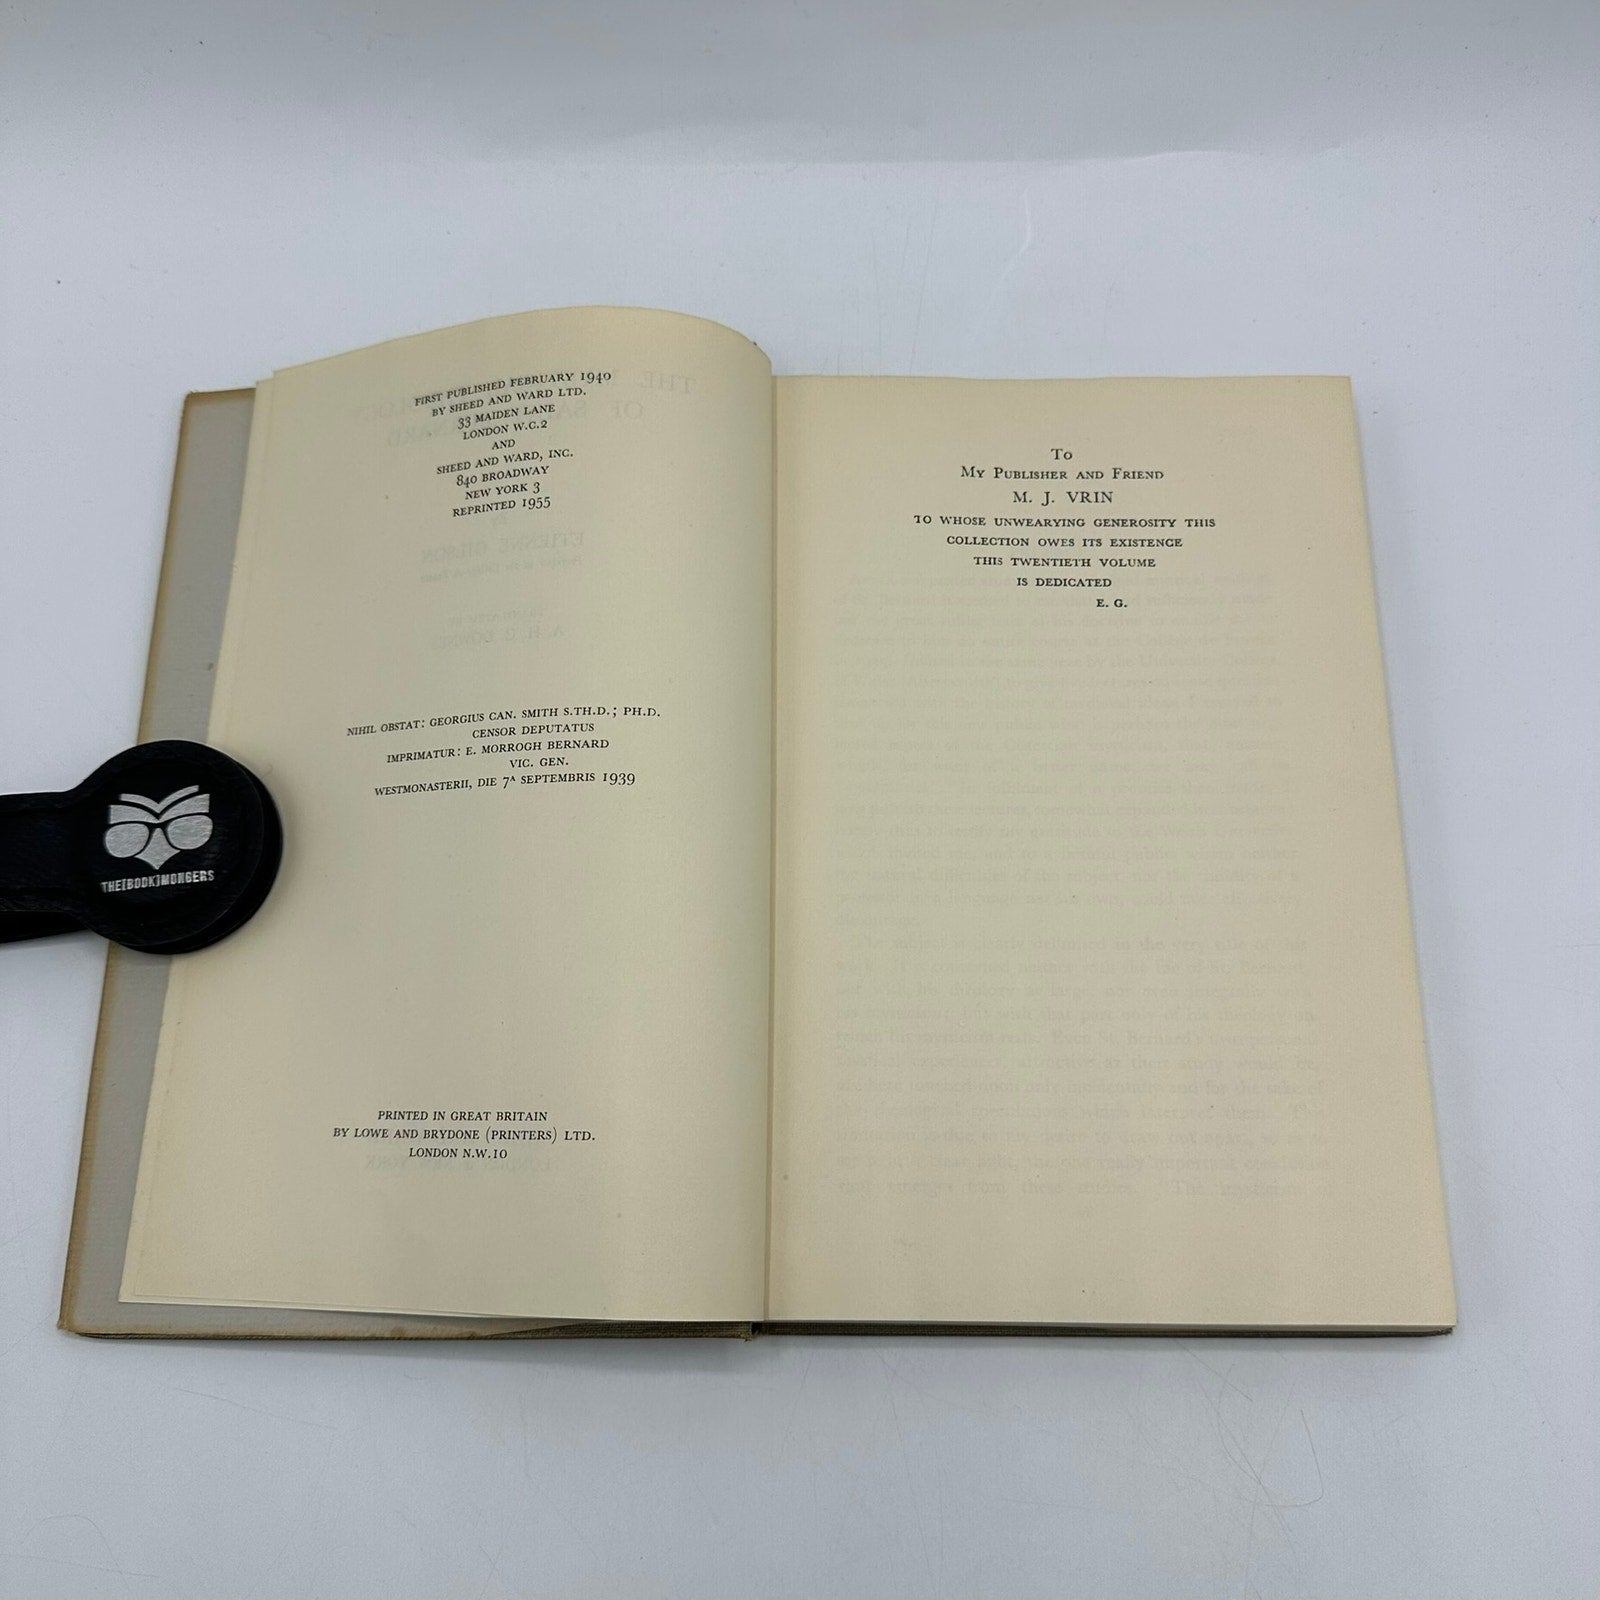 FIRST PUBLISHED FEBRUARY 1940
BY SHEED AND WARD LTD.
33 MAIDEN LANE
LONDON W.C.2
AND
SHEED AND WARD, INC.
840 BROADWAY
NEW YORK 3
REPRINTED 1955
NIHIL OBSTAT: GEORGIUS CAN. SMITH S.TH.D.; PH.D.
CENSOR DEPUTATUS
IMPRIMATUR: E. MORROGH BERNARD
VIC. GEN.
WESTMONASTERII, DIE 7ᴬ SEPTEMBRIS 1939
PRINTED IN GREAT BRITAIN
BY LOWE AND BRYDONE (PRINTERS) LTD.
LONDON N.W.10
THE[BOOK]MONGERS
To
My Publisher and Friend
M. J. VRIN
TO WHOSE UNWEARYING GENEROSITY THIS
COLLECTION OWES ITS EXISTENCE
THIS TWENTIETH VOLUME
IS DEDICATED
E. G.